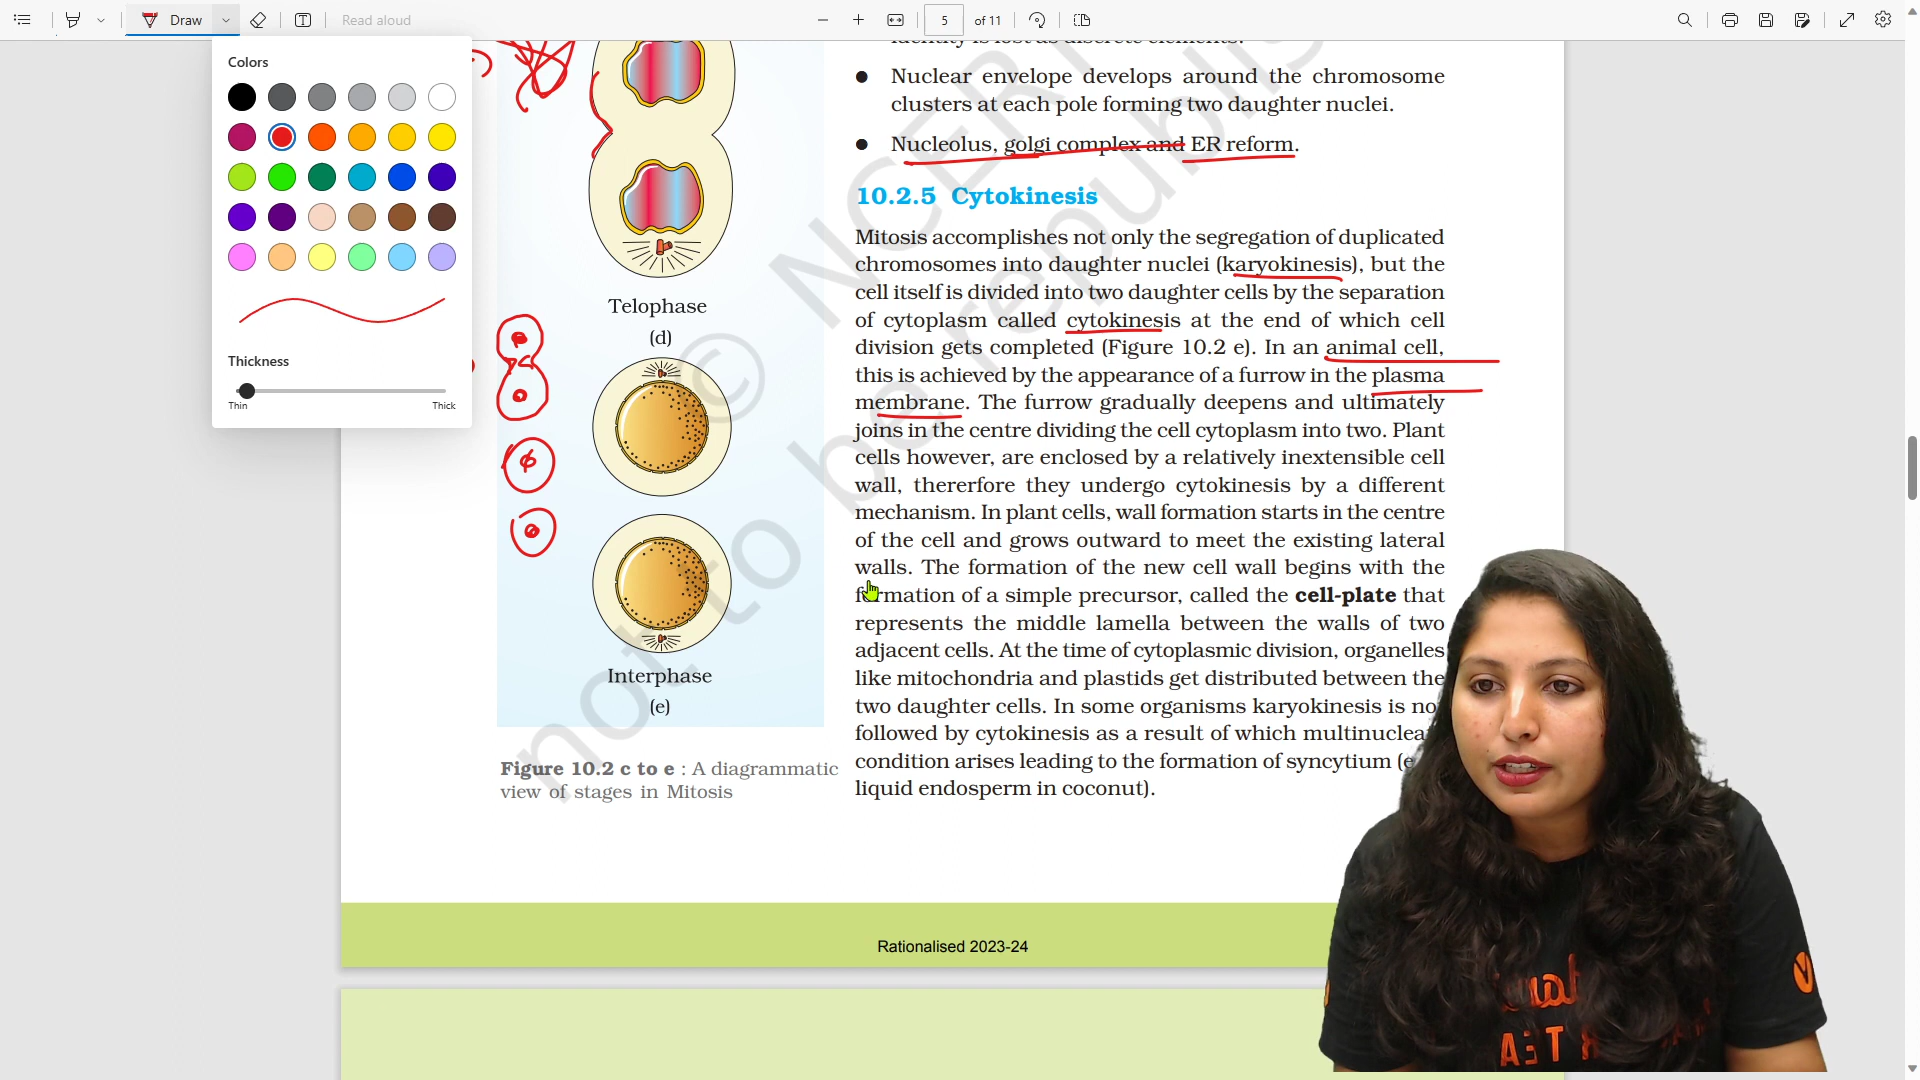 Draw
Read aloud
5 of 11
Colors
Thickness
Thin Thick
Telophase
(d)
Interphase
(e)
Figure 10.2 c to e : A diagrammatic
view of stages in Mitosis
identity is lost as discrete elements.
● Nuclear envelope develops around the chromosome
clusters at each pole forming two daughter nuclei.
● Nucleolus, golgi complex and ER reform.
10.2.5 Cytokinesis
Mitosis accomplishes not only the segregation of duplicated
chromosomes into daughter nuclei (karyokinesis), but the
cell itself is divided into two daughter cells by the separation
of cytoplasm called cytokinesis at the end of which cell
division gets completed (Figure 10.2 e). In an animal cell,
this is achieved by the appearance of a furrow in the plasma
membrane. The furrow gradually deepens and ultimately
joins in the centre dividing the cell cytoplasm into two. Plant
cells however, are enclosed by a relatively inextensible cell
wall, thererfore they undergo cytokinesis by a different
mechanism. In plant cells, wall formation starts in the centre
of the cell and grows outward to meet the existing lateral
walls. The formation of the new cell wall begins with the
formation of a simple precursor, called the cell-plate that
represents the middle lamella between the walls of two
adjacent cells. At the time of cytoplasmic division, organelles
like mitochondria and plastids get distributed between the
two daughter cells. In some organisms karyokinesis is no
followed by cytokinesis as a result of which multinuclea
condition arises leading to the formation of syncytium (e
liquid endosperm in coconut).
© NCERT
not to be republis
Rationalised 2023-24